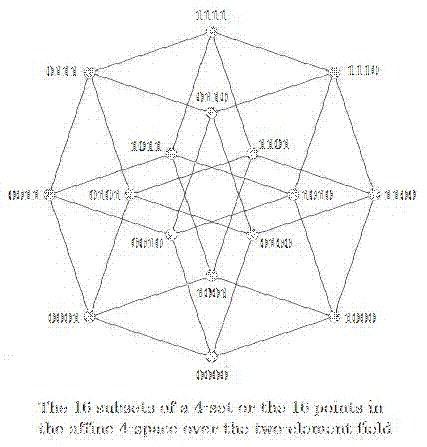 1111
0111 1110
0110
1011 1101
0011 0101 1010 1100
0010 0100
1001
0001 1000
0000
The 16 subsets of a 4-set or the 16 points in
the affine 4-space over the two-element field